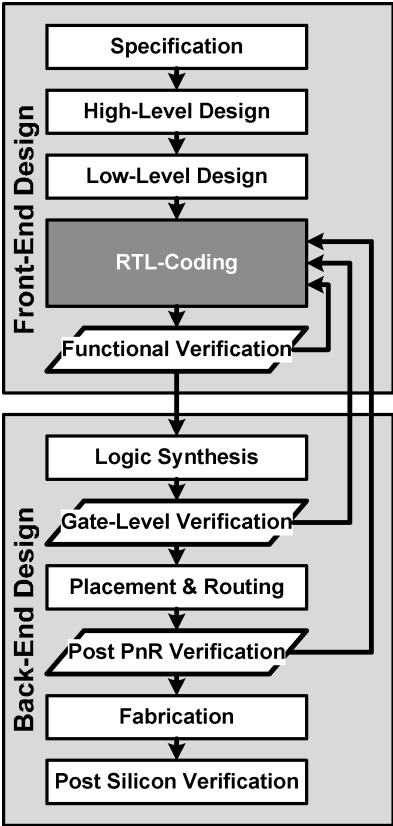 Front-End Design
Specification
High-Level Design
Low-Level Design
RTL-Coding
Functional Verification
Back-End Design
Logic Synthesis
Gate-Level Verification
Placement & Routing
Post PnR Verification
Fabrication
Post Silicon Verification